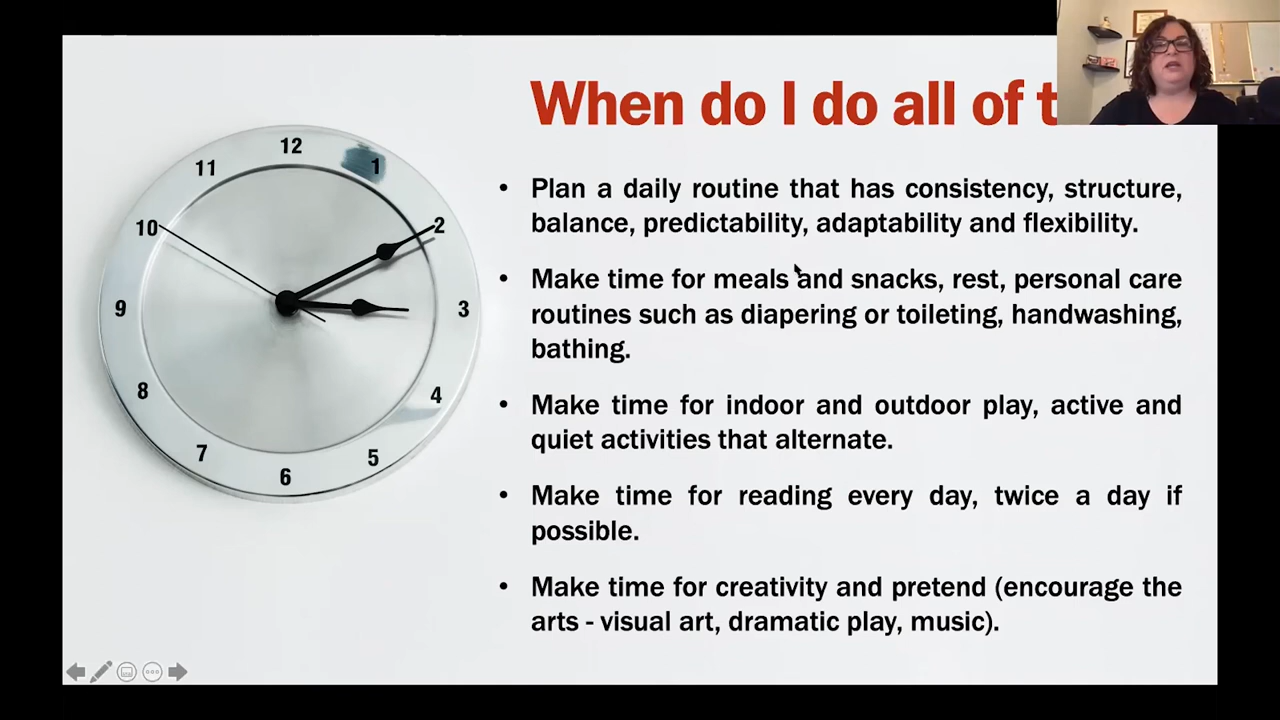 When do I do all of t
• Plan a daily routine that has consistency, structure,
balance, predictability, adaptability and flexibility.
• Make time for meals and snacks, rest, personal care
routines such as diapering or toileting, handwashing,
bathing.
• Make time for indoor and outdoor play, active and
quiet activities that alternate.
• Make time for reading every day, twice a day if
possible.
• Make time for creativity and pretend (encourage the
arts - visual art, dramatic play, music).
12
1
2
3
4
5
6
7
8
9
10
11